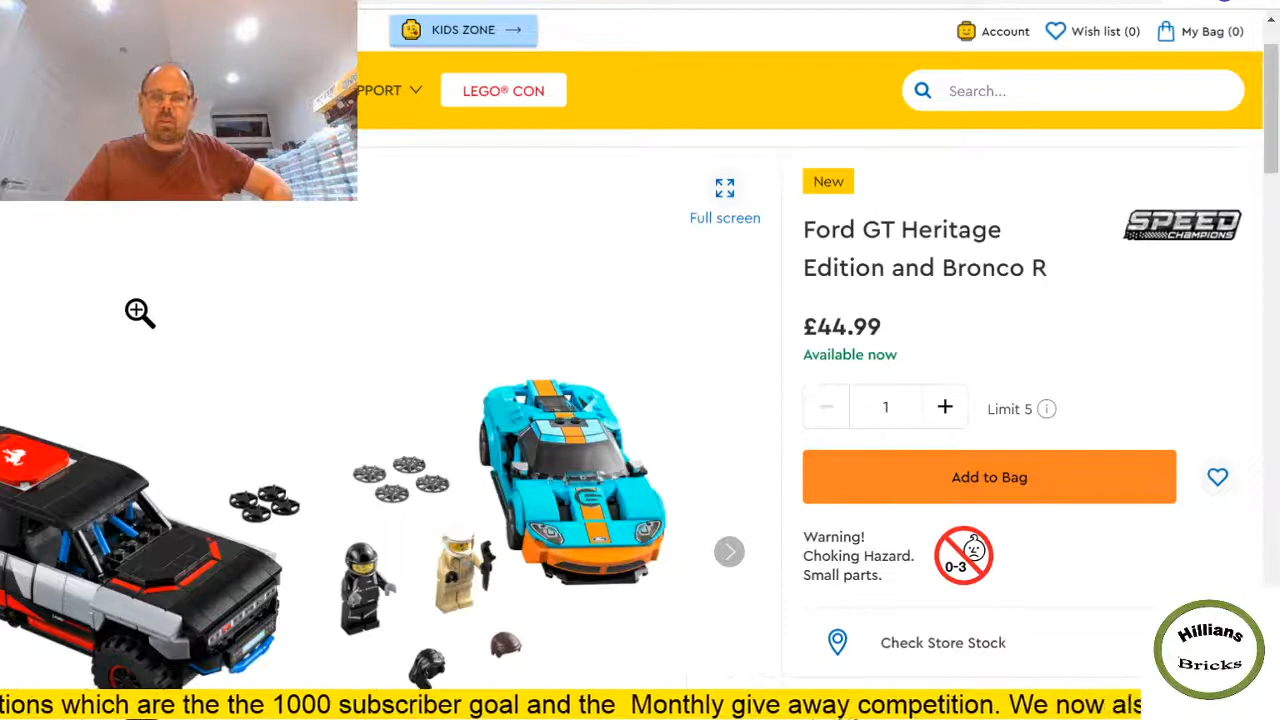 KIDS ZONE →
Account
Wish list (0)
My Bag (0)
PPORT
LEGO® CON
Search...
Full screen
New
Ford GT Heritage
Edition and Bronco R
SPEED
CHAMPIONS
£44.99
Available now
1
Limit 5
Add to Bag
Warning!
Choking Hazard.
Small parts.
0-3
Check Store Stock
Hillians
Bricks
tions which are the the 1000 subscriber goal and the Monthly give away competition. We now als